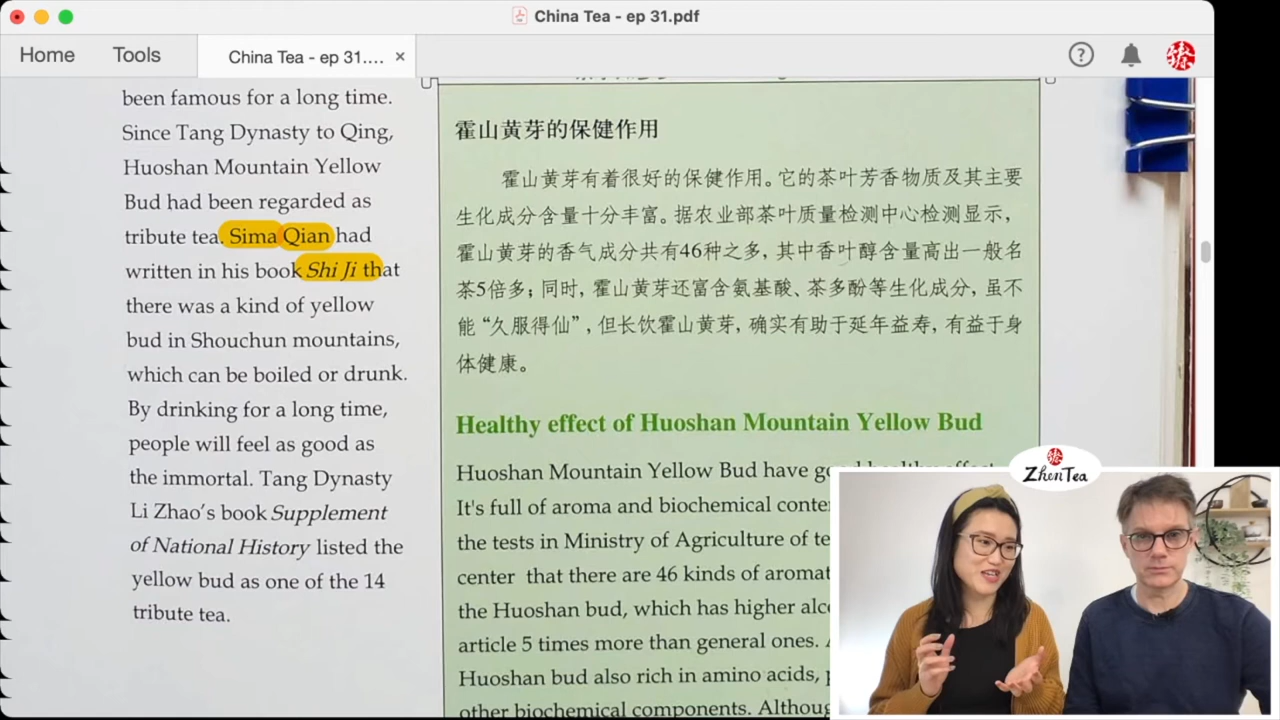 China Tea - ep 31.pdf
Home
Tools
China Tea - ep 31....
been famous for a long time.
Since Tang Dynasty to Qing,
Huoshan Mountain Yellow
Bud had been regarded as
tribute tea. Sima Qian had
written in his book Shi Ji that
there was a kind of yellow
bud in Shouchun mountains,
which can be boiled or drunk.
By drinking for a long time,
people will feel as good as
the immortal. Tang Dynasty
Li Zhao's book Supplement
of National History listed the
yellow bud as one of the 14
tribute tea.
霍山黄芽的保健作用
霍山黄芽有着很好的保健作用。它的茶叶芳香物质及其主要
生化成分含量十分丰富。据农业部茶叶质量检测中心检测显示，
霍山黄芽的香气成分共有46种之多，其中香叶醇含量高出一般名
茶5倍多；同时，霍山黄芽还富含氨基酸、茶多酚等生化成分，虽不
能“久服得仙”，但长饮霍山黄芽，确实有助于延年益寿，有益于身
体健康。
Healthy effect of Huoshan Mountain Yellow Bud
Huoshan Mountain Yellow Bud have good healthy
It's full of aroma and biochemical
the tests in Ministry of Agriculture of
center that there are 46 kinds of
the Huoshan bud, which has higher
article 5 times more than general ones.
Huoshan bud also rich in amino acids,
other biochemical components.
Zhen Tea